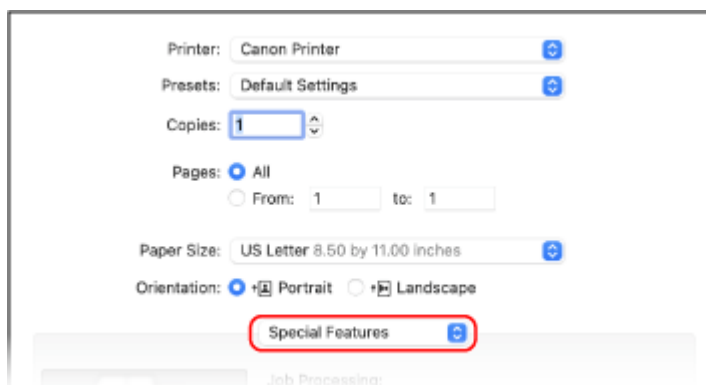 Printer: Canon Printer
Presets: Default Settings
Copies: 1
Pages: All
From: 1 to: 1
Paper Size: US Letter 8.50 by 11.00 inches
Orientation: Portrait Landscape
Special Features
Job Processing: